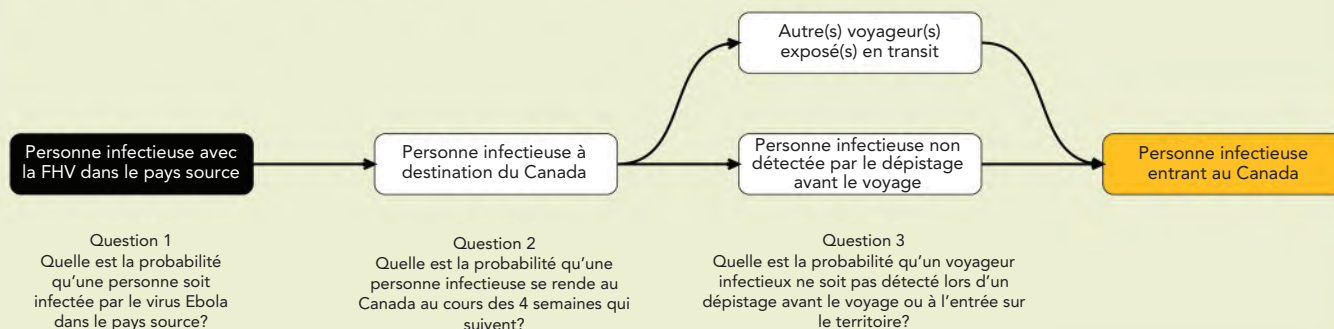 Autre(s) voyageur(s)
exposé(s) en transit
Personne infectieuse avec
la FHV dans le pays source
Personne infectieuse à
destination du Canada
Personne infectieuse non
détectée par le dépistage
avant le voyage
Personne infectieuse
entrant au Canada
Question 1
Quelle est la probabilité
qu'une personne soit
infectée par le virus Ebola
dans le pays source?
Question 2
Quelle est la probabilité qu'une
personne infectieuse se rende au
Canada au cours des 4 semaines qui
suivent?
Question 3
Quelle est la probabilité qu'un voyageur
infectieux ne soit pas détecté lors d'un
dépistage avant le voyage ou à l'entrée sur
le territoire?